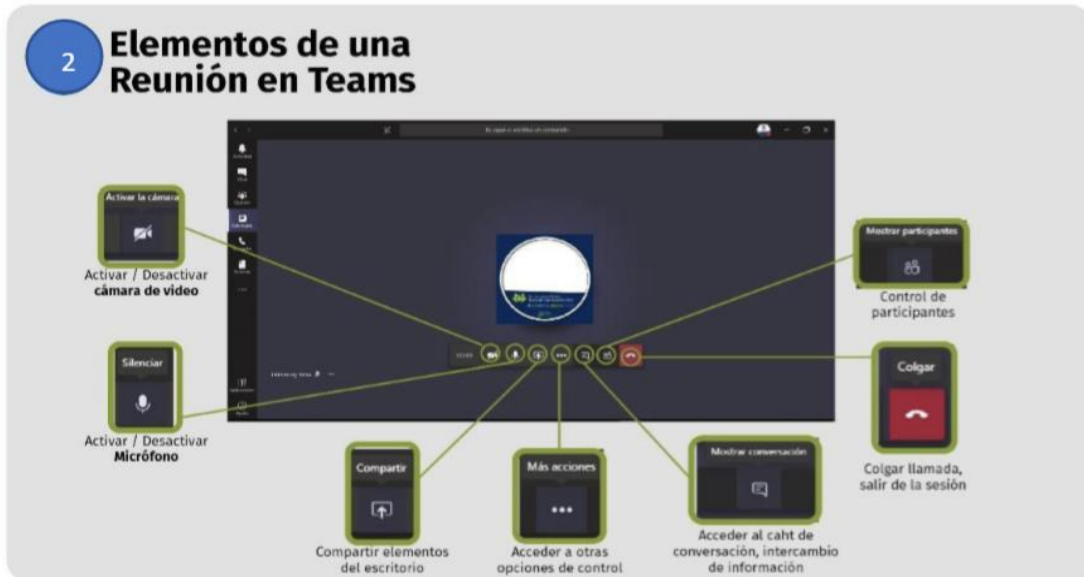 2
Elementos de una
Reunión en Teams
Activar la cámara
Activar / Desactivar
cámara de video
Silenciar
Activar / Desactivar
Micrófono
Compartir
Compartir elementos
del escritorio
Más acciones
Acceder a otras
opciones de control
Mostrar conversación
Acceder al caht de
conversación, intercambio
de información
Mostrar participantes
Control de
participantes
Colgar
Colgar llamada,
salir de la sesión